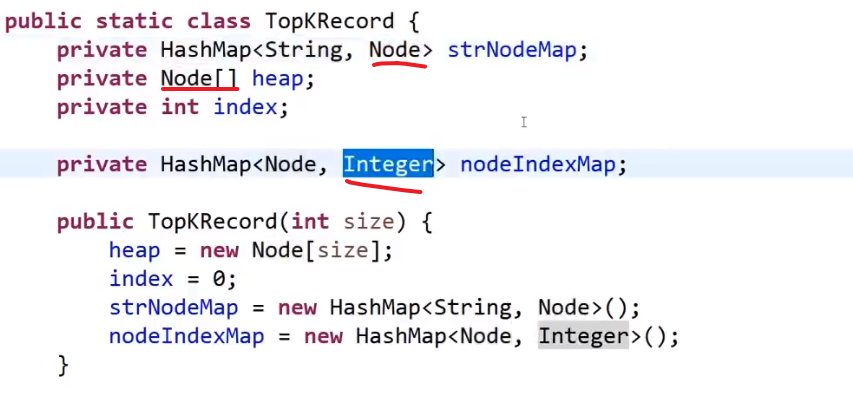 public static class TopKRecord {
private HashMap<String, Node> strNodeMap;
private Node[] heap;
private int index;
private HashMap<Node, Integer> nodeIndexMap;
public TopKRecord(int size) {
heap = new Node[size];
index = 0;
strNodeMap = new HashMap<String, Node>();
nodeIndexMap = new HashMap<Node, Integer>();
}